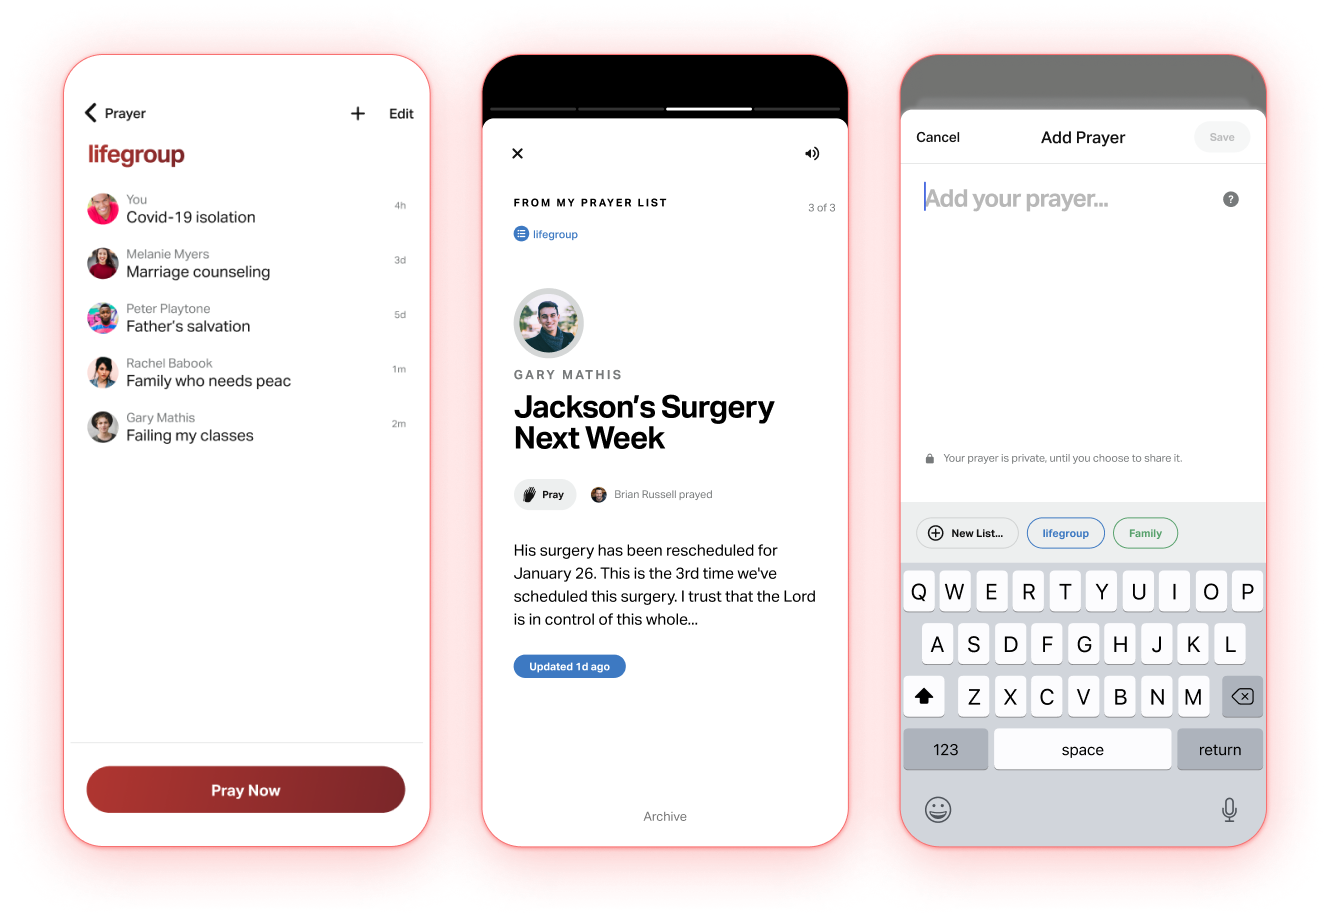 Prayer
+ Edit
lifegroup
You
Covid-19 isolation
4h
Melanie Myers
Marriage counseling
3d
Peter Playtone
Father's salvation
5d
Rachel Babook
Family who needs peac
1m
Gary Mathis
Failing my classes
2m
Pray Now
FROM MY PRAYER LIST
3 of 3
lifegroup
GARY MATHIS
Jackson's Surgery
Next Week
Pray
Brian Russell prayed
His surgery has been rescheduled for
January 26. This is the 3rd time we've
scheduled this surgery. I trust that the Lord
is in control of this whole...
Updated 1d ago
Archive
Cancel Add Prayer Save
Add your prayer...
?
Your prayer is private, until you choose to share it.
New List... lifegroup Family
Q W E R T Y U I O P
A S D F G H J K L
Z X C V B N M
123 space return